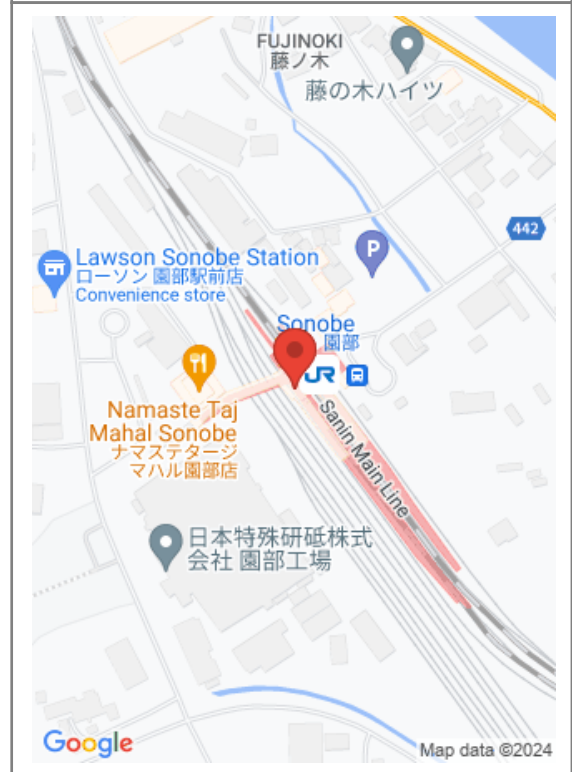 FUJINOKI
藤ノ木
藤の木ハイツ
442
P
Lawson Sonobe Station
ローソン 園部駅前店
Convenience store
Sonobe
園部
JR
Namaste Taj
Mahal Sonobe
ナマステタージ
マハル園部店
Sanin Main Line
日本特殊研砥株式
会社 園部工場
Google
Map data ©2024